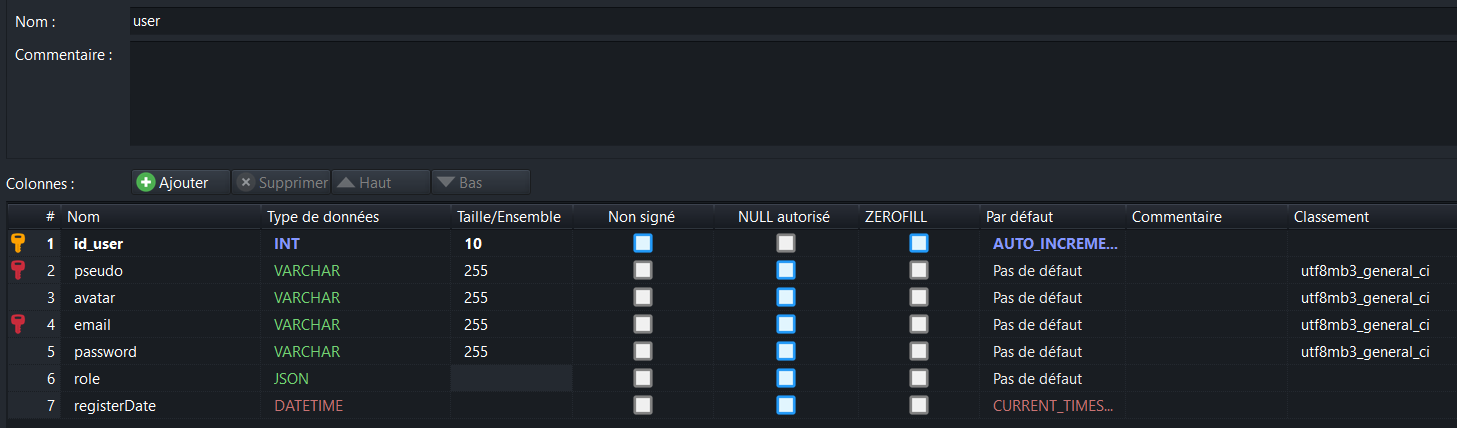 Nom : user
Commentaire :
Colonnes : Ajouter Supprimer Haut Bas
# Nom Type de données Taille/Ensemble Non signé NULL autorisé ZEROFILL Par défaut Commentaire Classement
1 id_user INT 10 AUTO_INCREME...
2 pseudo VARCHAR 255 Pas de défaut utf8mb3_general_ci
3 avatar VARCHAR 255 Pas de défaut utf8mb3_general_ci
4 email VARCHAR 255 Pas de défaut utf8mb3_general_ci
5 password VARCHAR 255 Pas de défaut utf8mb3_general_ci
6 role JSON Pas de défaut
7 registerDate DATETIME CURRENT_TIMES...